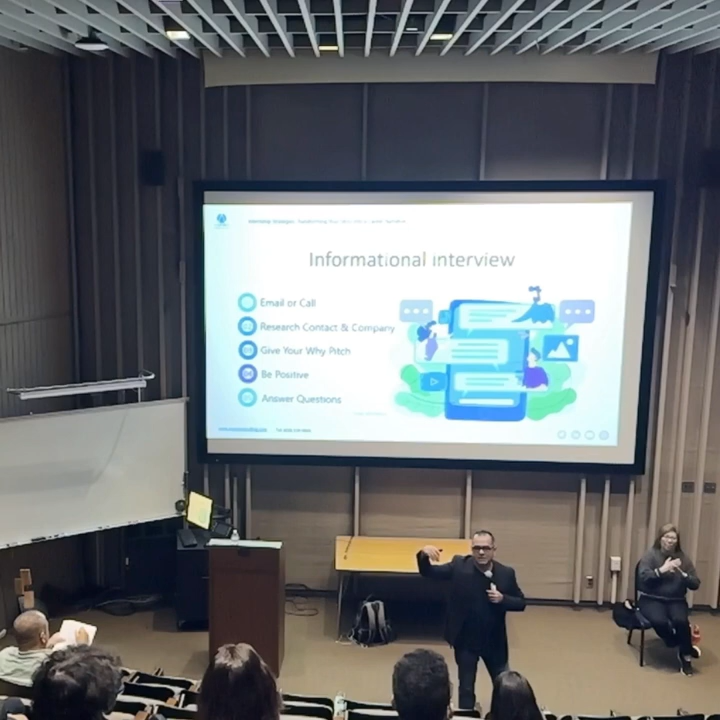 Informational interview
Email or Call
Research Contact & Company
Give Your Why Pitch
Be Positive
Answer Questions